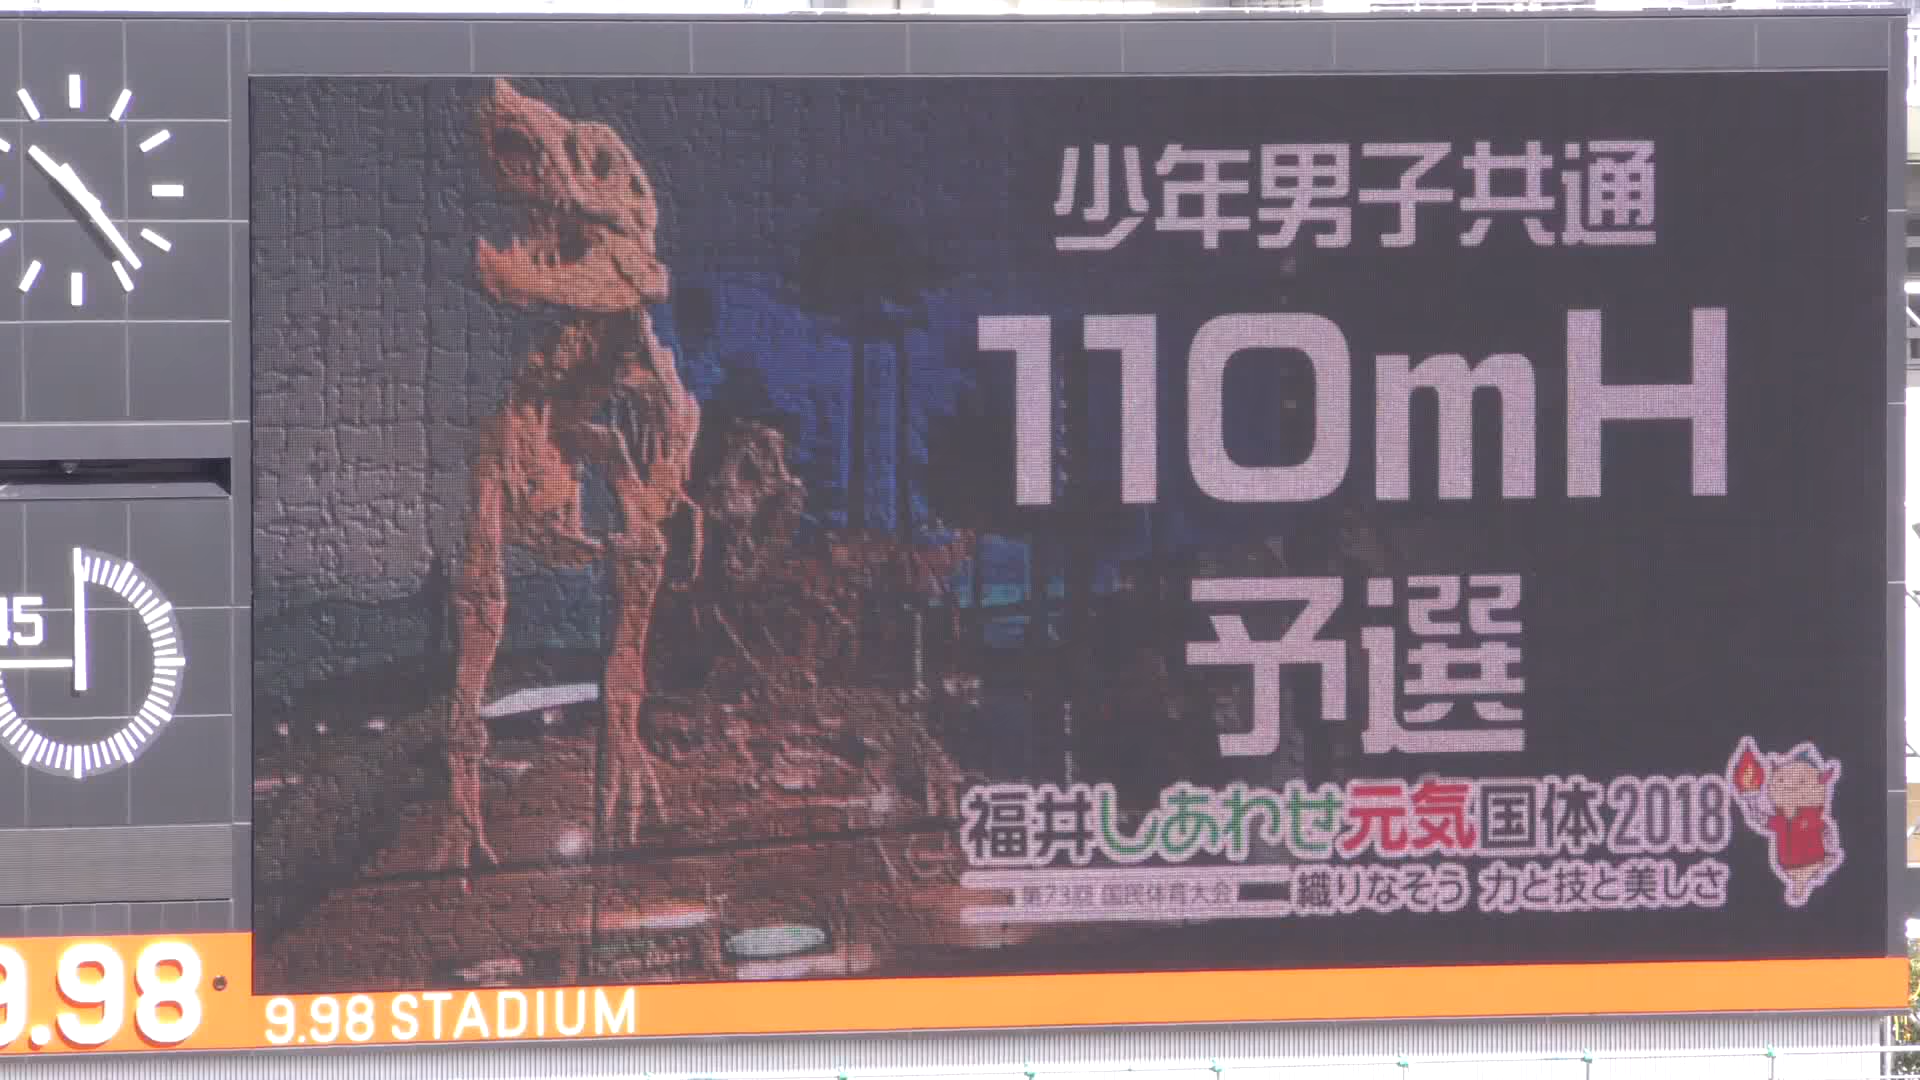 少年男子共通
110mH
予選
福井しあわせ元気国体2018
第73回 国民体育大会 織りなそう 力と技と美しさ
45
9.98
9.98 STADIUM